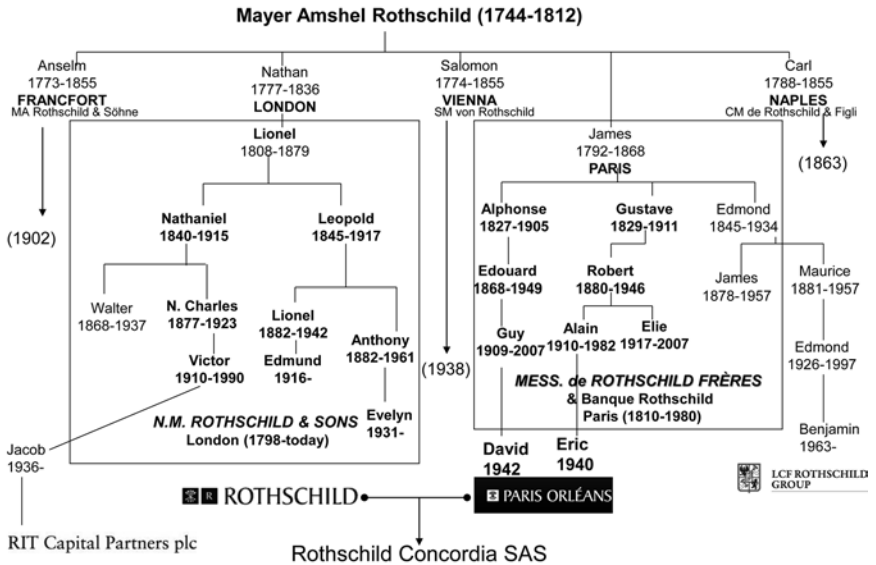 Mayer Amshel Rothschild (1744-1812)
Anselm
1773-1855
FRANCFORT
MA Rothschild & Söhne
(1902)
Nathan
1777-1836
LONDON
Salomon
1774-1855
VIENNA
SM von Rothschild
(1938)
Carl
1788-1855
NAPLES
CM de Rothschild & Figli
(1863)
Lionel
1808-1879
Nathaniel
1840-1915
Leopold
1845-1917
Walter
1868-1937
N. Charles
1877-1923
Victor
1910-1990
Lionel
1882-1942
Edmund
1916-
Anthony
1882-1961
Evelyn
1931-
N.M. ROTHSCHILD & SONS
London (1798-today)
James
1792-1868
PARIS
Alphonse
1827-1905
Gustave
1829-1911
Edmond
1845-1934
Edouard
1868-1949
Robert
1880-1946
James
1878-1957
Maurice
1881-1957
Guy
1909-2007
Alain
1910-1982
Elie
1917-2007
Edmond
1926-1997
MESS. de ROTHSCHILD FRÈRES
& Banque Rothschild
Paris (1810-1980)
Benjamin
1963-
David
1942
Eric
1940
Jacob
1936-
R ROTHSCHILD
PARIS ORLÉANS
LCF ROTHSCHILD
GROUP
RIT Capital Partners plc
Rothschild Concordia SAS